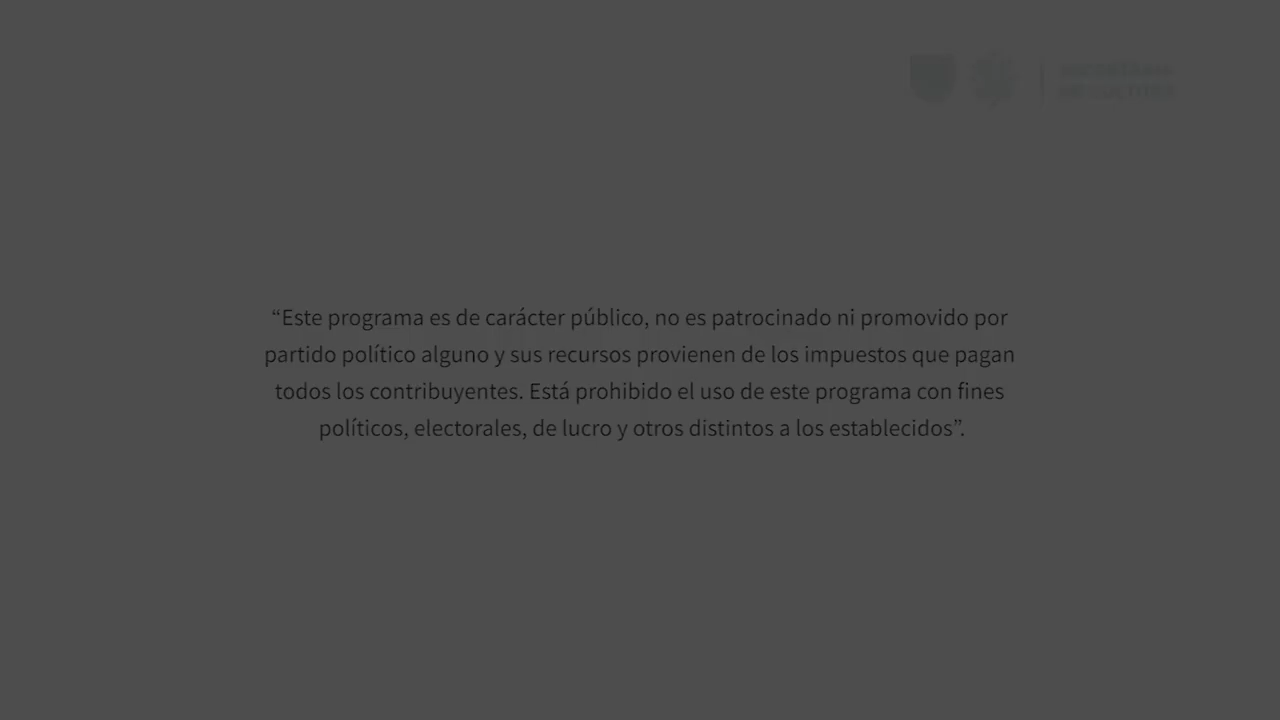 “Este programa es de carácter público, no es patrocinado ni promovido por
partido político alguno y sus recursos provienen de los impuestos que pagan
todos los contribuyentes. Está prohibido el uso de este programa con fines
políticos, electorales, de lucro y otros distintos a los establecidos”.